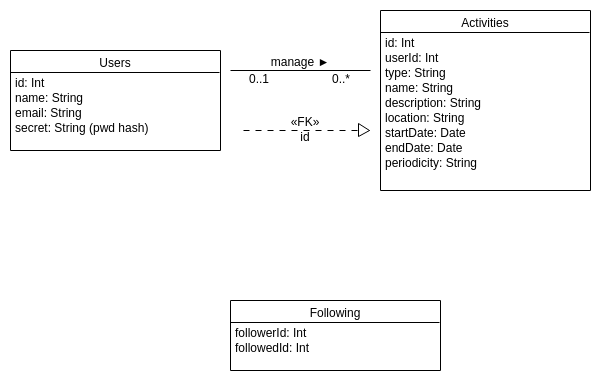 Users
id: Int
name: String
email: String
secret: String (pwd hash)
manage ►
0..1
0..*
«FK»
id
Activities
id: Int
userId: Int
type: String
name: String
description: String
location: String
startDate: Date
endDate: Date
periodicity: String
Following
followerId: Int
followedId: Int